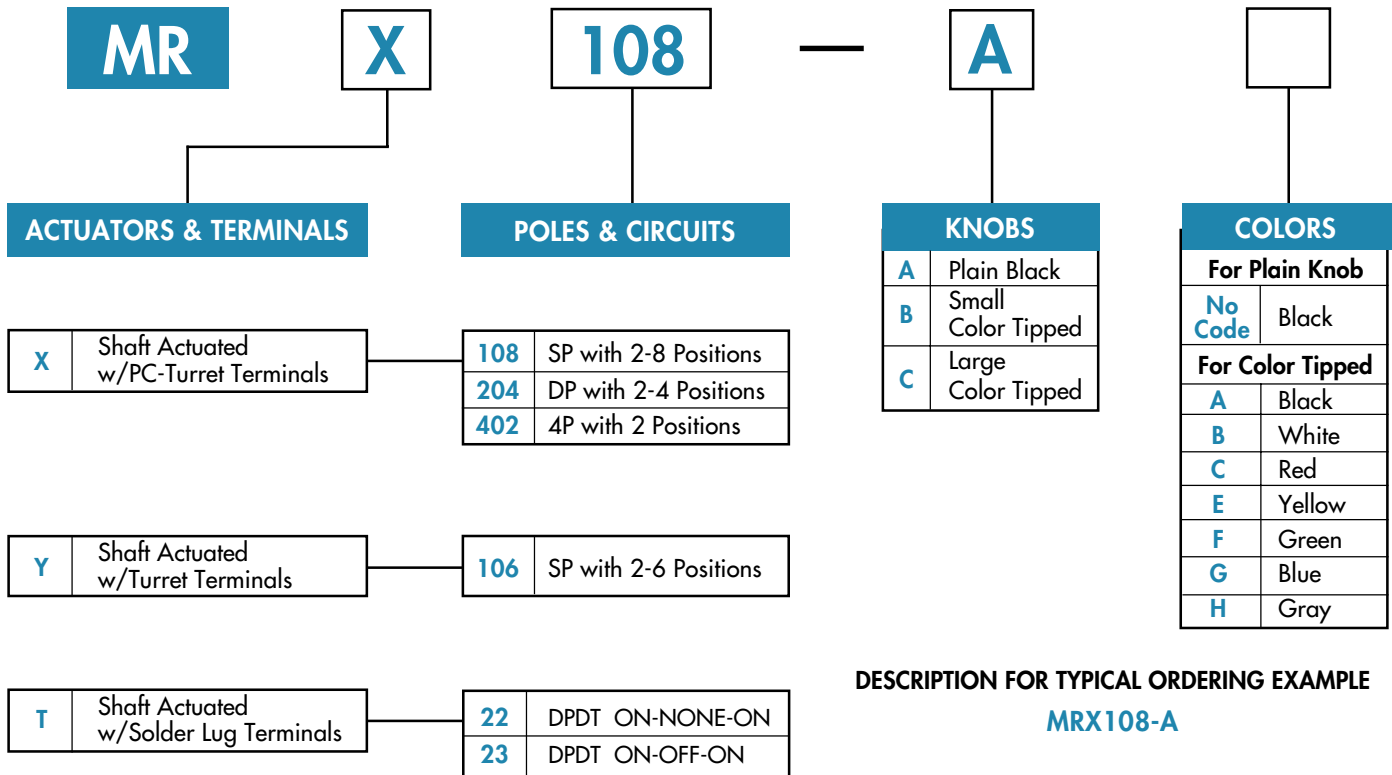 MR X 108 — A
ACTUATORS & TERMINALS
X Shaft Actuated
w/PC-Turret Terminals
Y Shaft Actuated
w/Turret Terminals
T Shaft Actuated
w/Solder Lug Terminals
POLES & CIRCUITS
108 SP with 2-8 Positions
204 DP with 2-4 Positions
402 4P with 2 Positions
106 SP with 2-6 Positions
22 DPDT ON-NONE-ON
23 DPDT ON-OFF-ON
KNOBS
A Plain Black
B Small
Color Tipped
C Large
Color Tipped
COLORS
For Plain Knob
No
Code Black
For Color Tipped
A Black
B White
C Red
E Yellow
F Green
G Blue
H Gray
DESCRIPTION FOR TYPICAL ORDERING EXAMPLE
MRX108-A